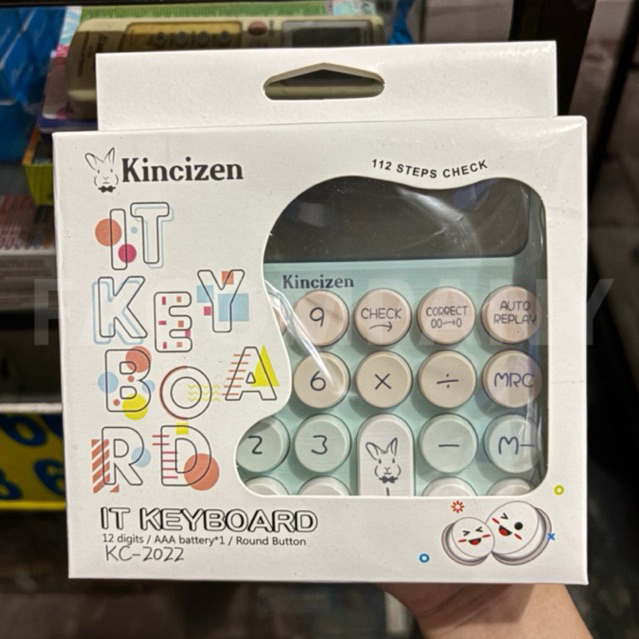 Kincizen
112 STEPS CHECK
IT
KEY
BOA
RD
Kincizen
9 CHECK → CORRECT 00→0 AUTO REPLAY
6 × ÷ MRC
2 3 − M-
IT KEYBOARD
12 digits / AAA battery*1 / Round Button
KC-2022